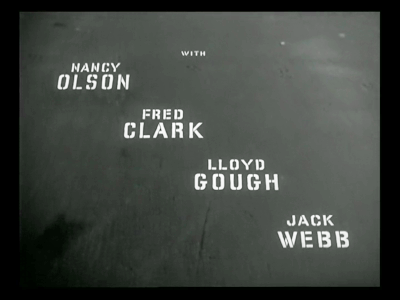 WITH
NANCY
OLSON
FRED
CLARK
LLOYD
GOUGH
JACK
WEBB